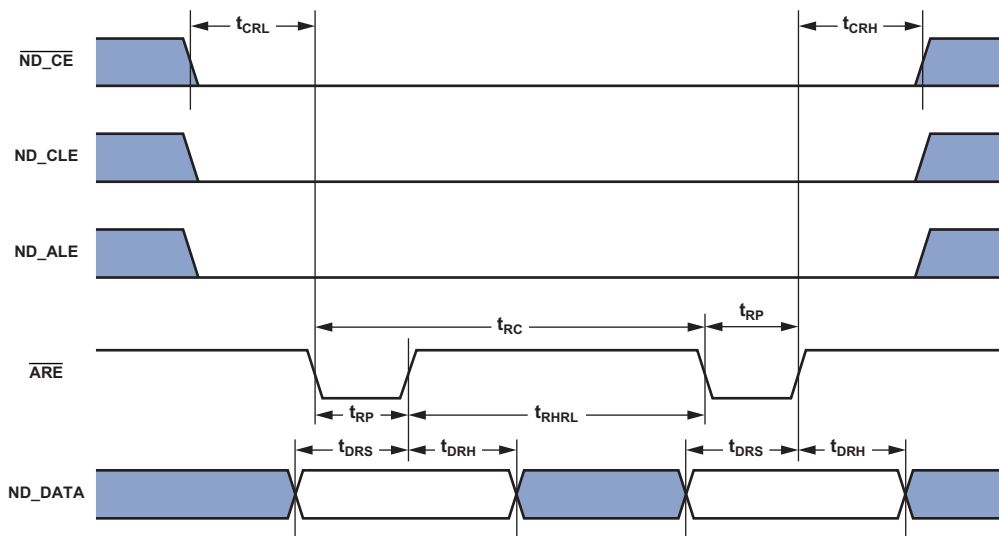 tCRL
tCRH
ND_CE
ND_CLE
ND_ALE
tRC
tRP
ARE
tRP
tRHRL
tDRS
tDRH
tDRS
tDRH
ND_DATA